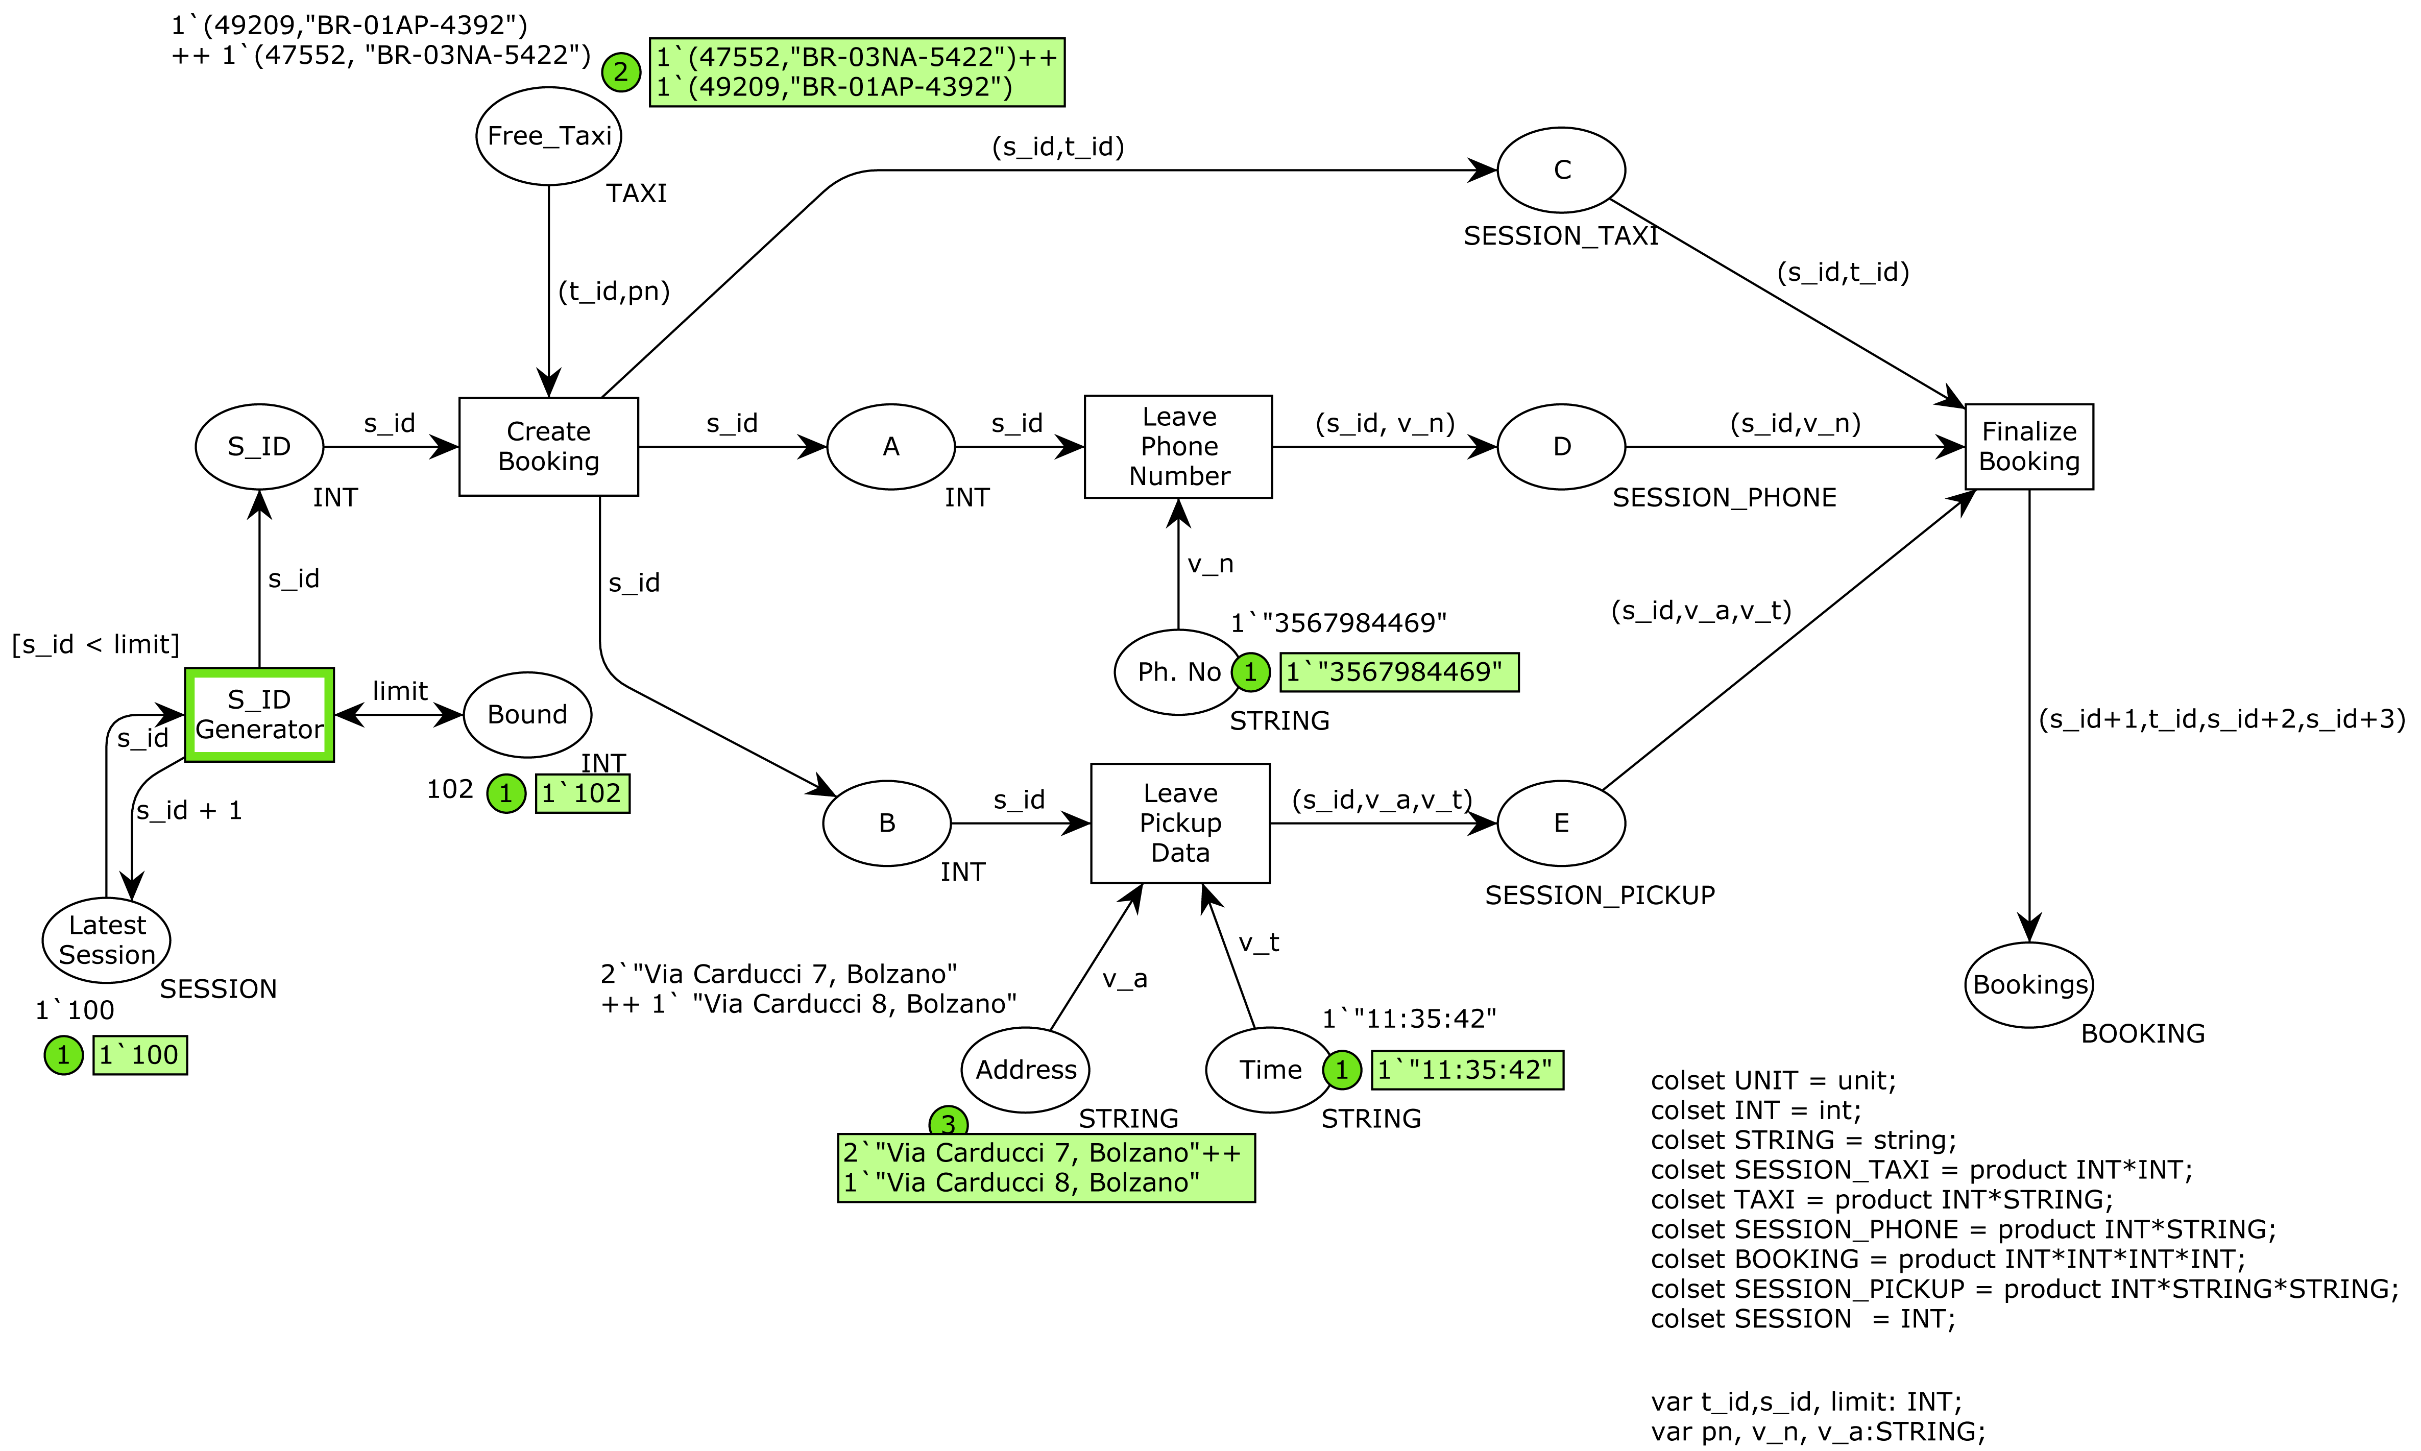 1`(49209,"BR-01AP-4392")
++ 1`(47552, "BR-03NA-5422")
2
1`(47552,"BR-03NA-5422")++
1`(49209,"BR-01AP-4392")
Free_Taxi
TAXI
(s_id,t_id)
C
SESSION_TAXI
(s_id,t_id)
(t_id,pn)
S_ID
INT
s_id
Create
Booking
s_id
A
INT
s_id
Leave
Phone
Number
(s_id, v_n)
D
SESSION_PHONE
(s_id,v_n)
Finalize
Booking
s_id
s_id
v_n
(s_id,v_a,v_t)
[s_id < limit]
S_ID
Generator
limit
Bound
INT
102
1
1`102
s_id
s_id + 1
1`"3567984469"
Ph. No
1
1`"3567984469"
STRING
(s_id+1,t_id,s_id+2,s_id+3)
B
INT
s_id
Leave
Pickup
Data
(s_id,v_a,v_t)
E
SESSION_PICKUP
Latest
Session
SESSION
1`100
1
1`100
2`"Via Carducci 7, Bolzano"
++ 1` "Via Carducci 8, Bolzano"
v_a
v_t
Address
STRING
3
2`"Via Carducci 7, Bolzano"++
1`"Via Carducci 8, Bolzano"
1`"11:35:42"
Time
1
1`"11:35:42"
STRING
Bookings
BOOKING
colset UNIT = unit;
colset INT = int;
colset STRING = string;
colset SESSION_TAXI = product INT*INT;
colset TAXI = product INT*STRING;
colset SESSION_PHONE = product INT*STRING;
colset BOOKING = product INT*INT*INT*INT;
colset SESSION_PICKUP = product INT*STRING*STRING;
colset SESSION  = INT;
var t_id,s_id, limit: INT;
var pn, v_n, v_a:STRING;